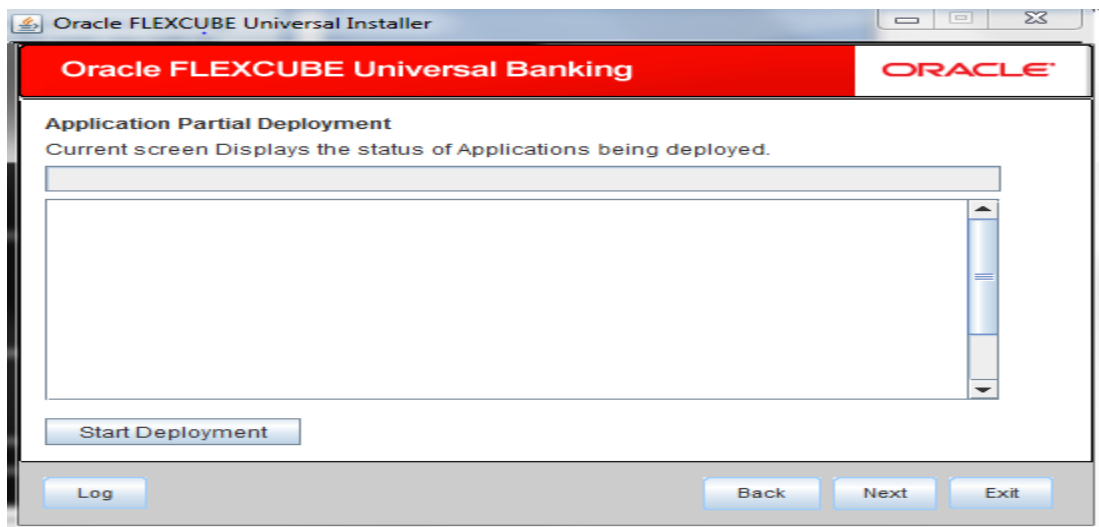 Oracle FLEXCUBE Universal Installer
Oracle FLEXCUBE Universal Banking
ORACLE
Application Partial Deployment
Current screen Displays the status of Applications being deployed.
Start Deployment
Log Back Next Exit